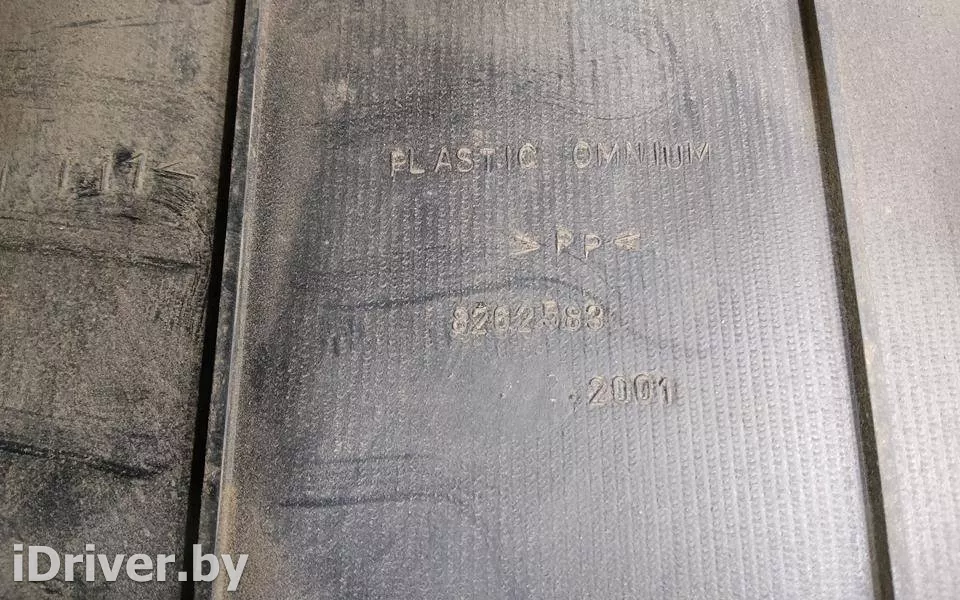 PLASTIC OMNIUM
>PP<
8262583
.2001
iDriver.by